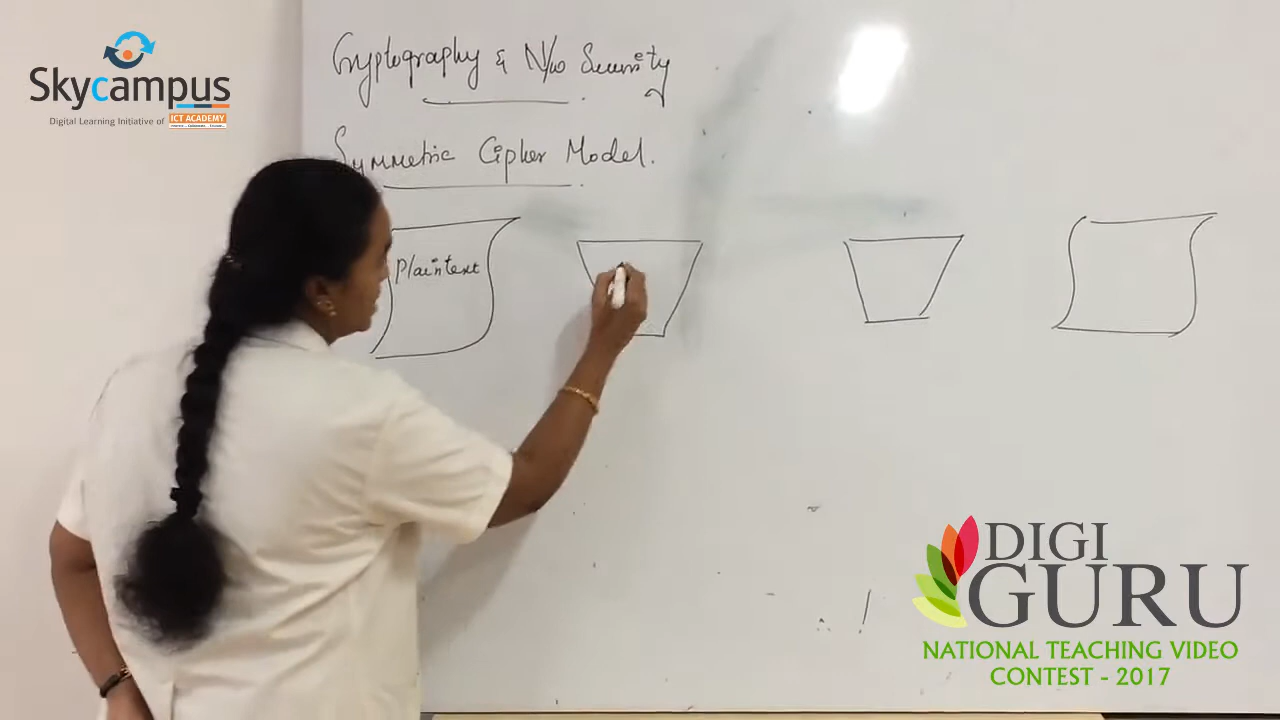 Skycampus
Digital Learning Initiative of ICT ACADEMY
Cryptography & N/w Security
Symmetric Cipher Model.
Plaintext
DIGI
GURU
NATIONAL TEACHING VIDEO
CONTEST - 2017